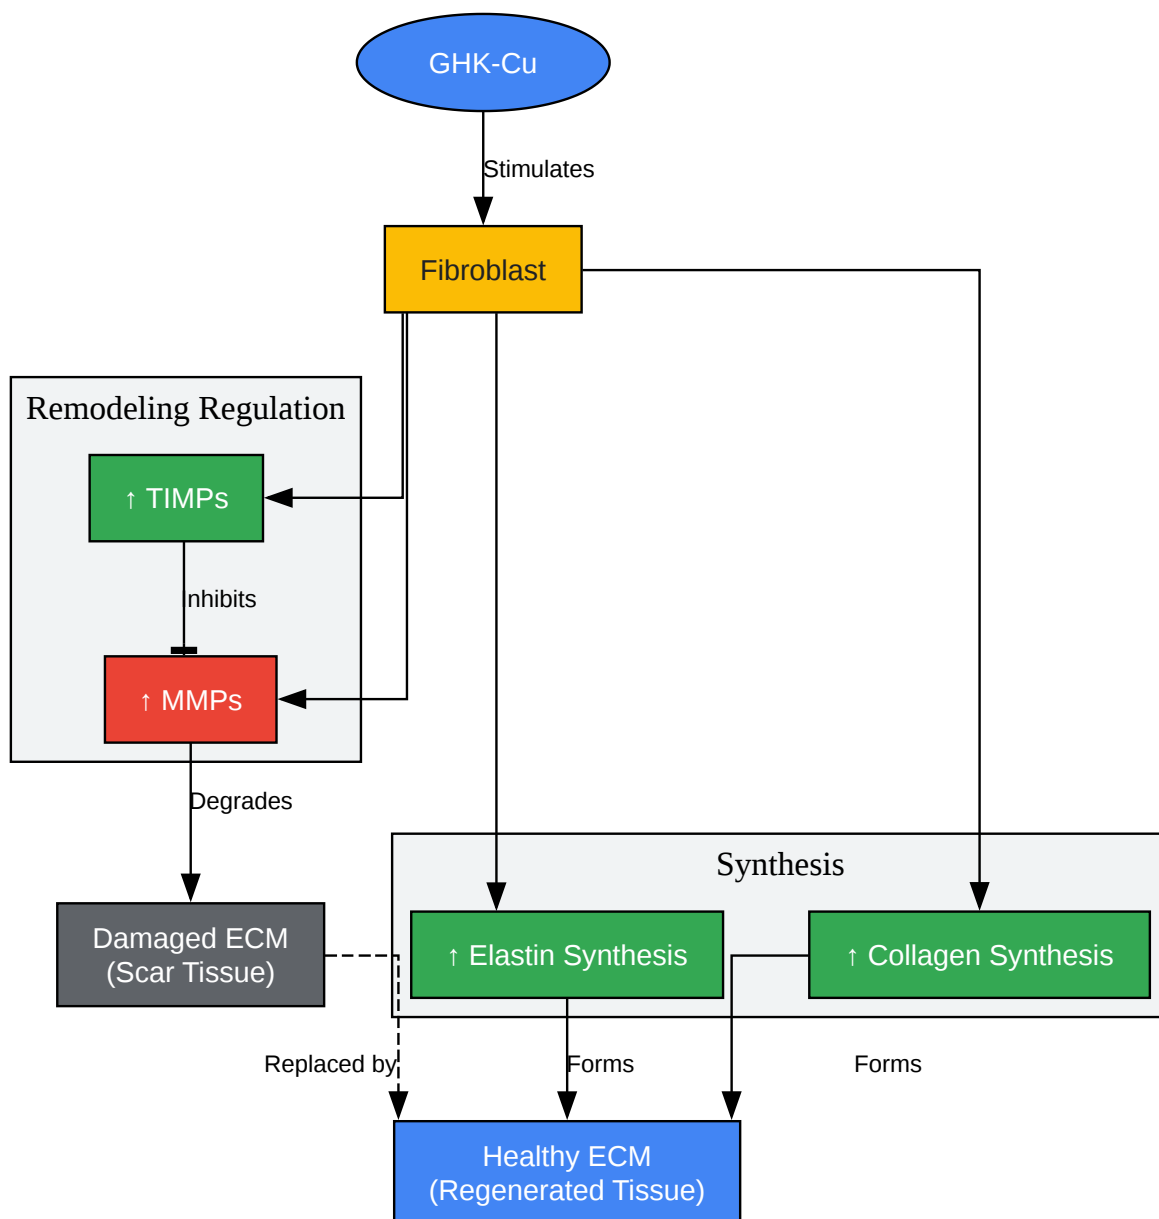 GHK-Cu
Stimulates
Fibroblast
Remodeling Regulation
↑ TIMPs
Inhibits
↑ MMPs
Degrades
Synthesis
Damaged ECM
(Scar Tissue)
↑ Elastin Synthesis
↑ Collagen Synthesis
Replaced by
Forms
Forms
Healthy ECM
(Regenerated Tissue)